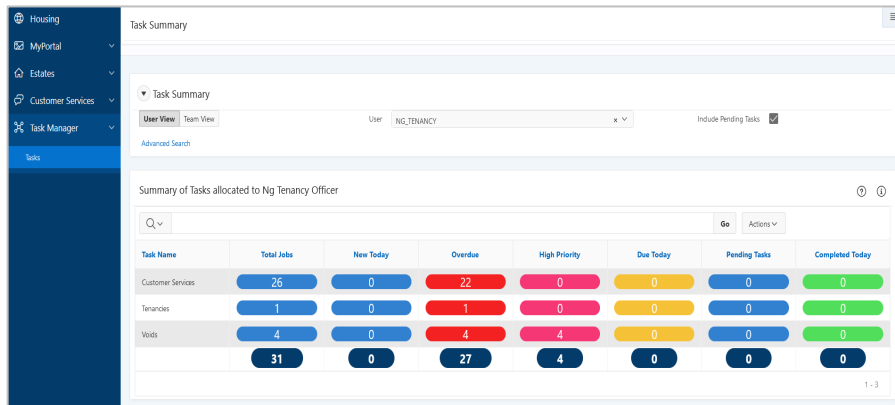 Housing
Task Summary
MyPortal
Estates
Customer Services
Task Manager
Tasks
Task Summary
User View Team View User NG_TENANCY x Include Pending Tasks
Advanced Search
Summary of Tasks allocated to Ng Tenancy Officer
Go Actions
Task Name Total Jobs New Today Overdue High Priority Due Today Pending Tasks Completed Today
Customer Services 26 0 22 0 0 0 0
Tenancies 1 0 1 0 0 0 0
Voids 4 0 4 4 0 0 0
31 0 27 4 0 0 0
1 - 3